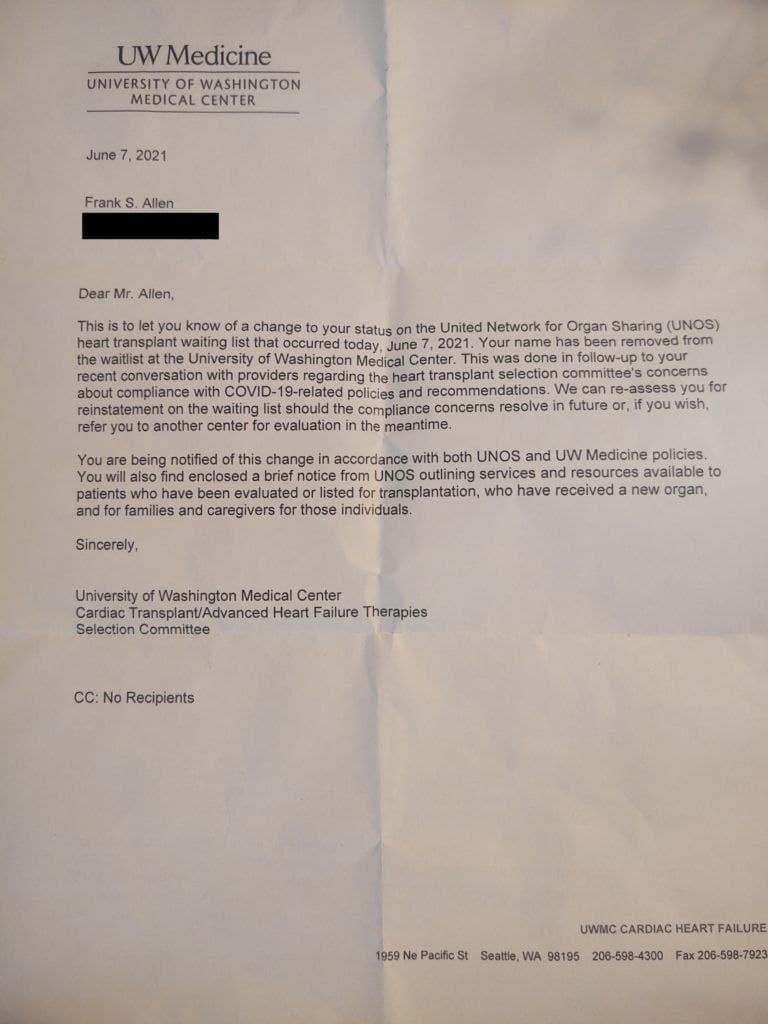 UW Medicine
UNIVERSITY OF WASHINGTON
MEDICAL CENTER
June 7, 2021
Frank S. Allen
Dear Mr. Allen,
This is to let you know of a change to your status on the United Network for Organ Sharing (UNOS)
heart transplant waiting list that occurred today, June 7, 2021. Your name has been removed from
the waitlist at the University of Washington Medical Center. This was done in follow-up to your
recent conversation with providers regarding the heart transplant selection committee's concerns
about compliance with COVID-19-related policies and recommendations. We can re-assess you for
reinstatement on the waiting list should the compliance concerns resolve in future or, if you wish,
refer you to another center for evaluation in the meantime.
You are being notified of this change in accordance with both UNOS and UW Medicine policies.
You will also find enclosed a brief notice from UNOS outlining services and resources available to
patients who have been evaluated or listed for transplantation, who have received a new organ,
and for families and caregivers for those individuals.
Sincerely,
University of Washington Medical Center
Cardiac Transplant/Advanced Heart Failure Therapies
Selection Committee
CC: No Recipients
UWMC CARDIAC HEART FAILURE
1959 Ne Pacific St Seattle, WA 98195 206-598-4300 Fax 206-598-7923